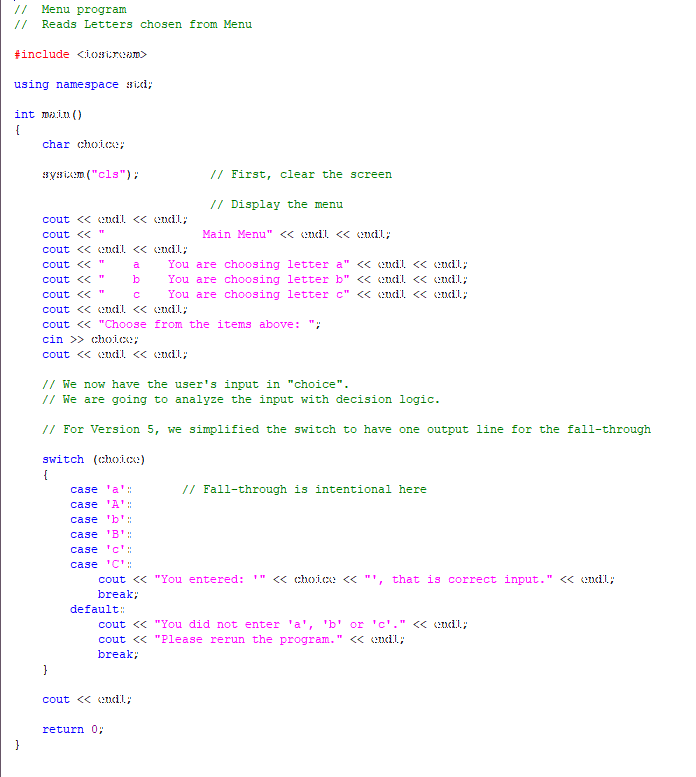 //  Menu program
//  Reads Letters chosen from Menu
#include <iostream>
using namespace std;
int main()
{
    char choice;
    system("cls");          // First, clear the screen
                            // Display the menu
    cout << endl << endl;
    cout << "              Main Menu" << endl << endl;
    cout << endl << endl;
    cout << "    a    You are choosing letter a" << endl << endl;
    cout << "    b    You are choosing letter b" << endl << endl;
    cout << "    c    You are choosing letter c" << endl << endl;
    cout << endl << endl;
    cout << "Choose from the items above: ";
    cin >> choice;
    cout << endl << endl;
    // We now have the user's input in "choice".
    // We are going to analyze the input with decision logic.
    // For Version 5, we simplified the switch to have one output line for the fall-through
    switch (choice)
    {
        case 'a':       // Fall-through is intentional here
        case 'A':
        case 'b':
        case 'B':
        case 'c':
        case 'C':
            cout << "You entered: '" << choice << "', that is correct input." << endl;
            break;
        default:
            cout << "You did not enter 'a', 'b' or 'c'." << endl;
            cout << "Please rerun the program." << endl;
            break;
    }
    cout << endl;
    return 0;
}